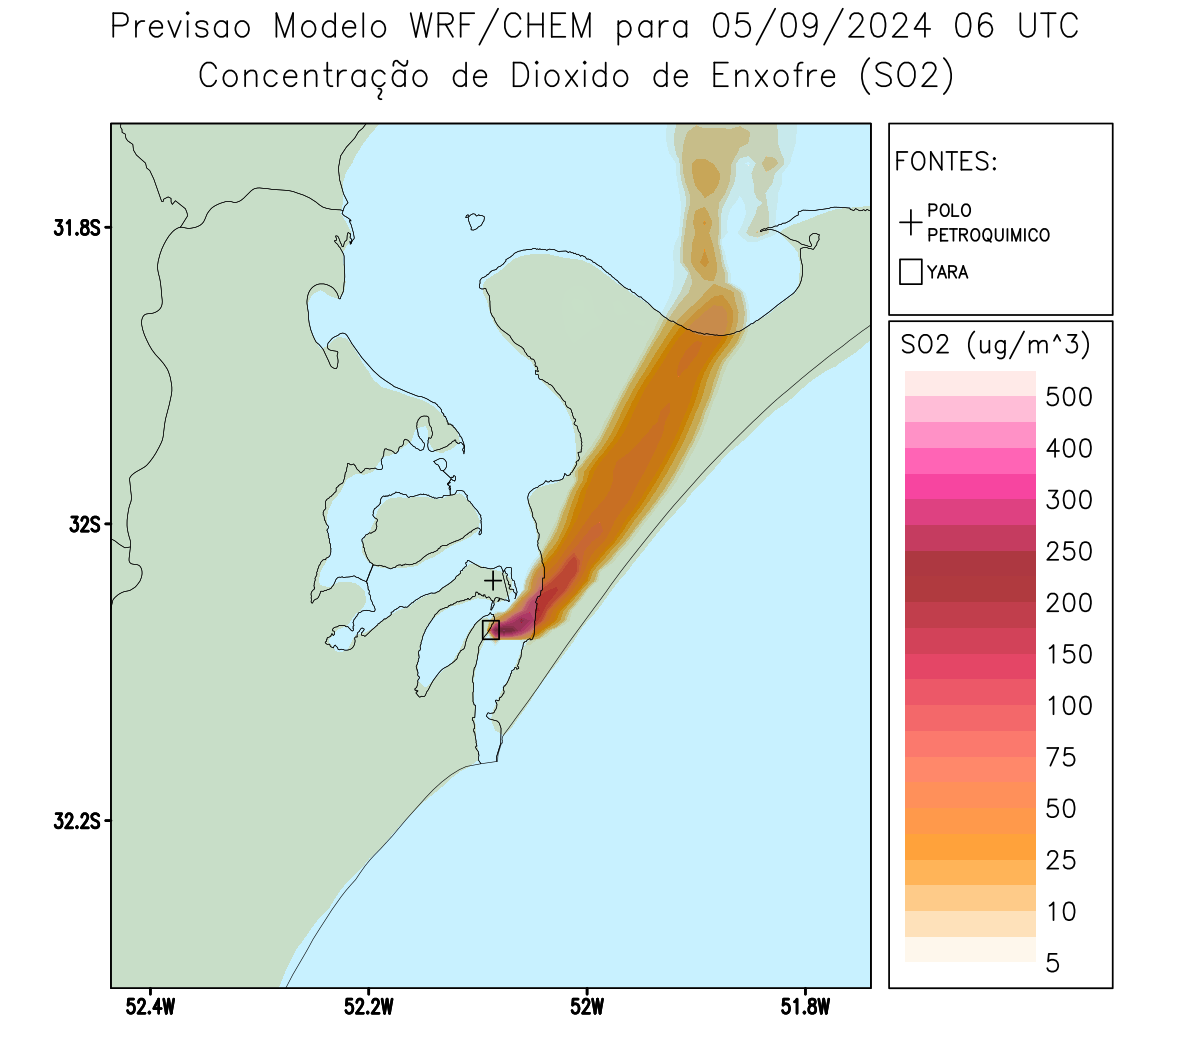 Previsao Modelo WRF/CHEM para 05/09/2024 06 UTC
Concentração de Dioxido de Enxofre (SO2)
FONTES:
POLO
PETROQUIMICO
YARA
SO2 (ug/m^3)
500
400
300
250
200
150
100
75
50
25
10
5
31.8S
32S
32.2S
52.4W
52.2W
52W
51.8W